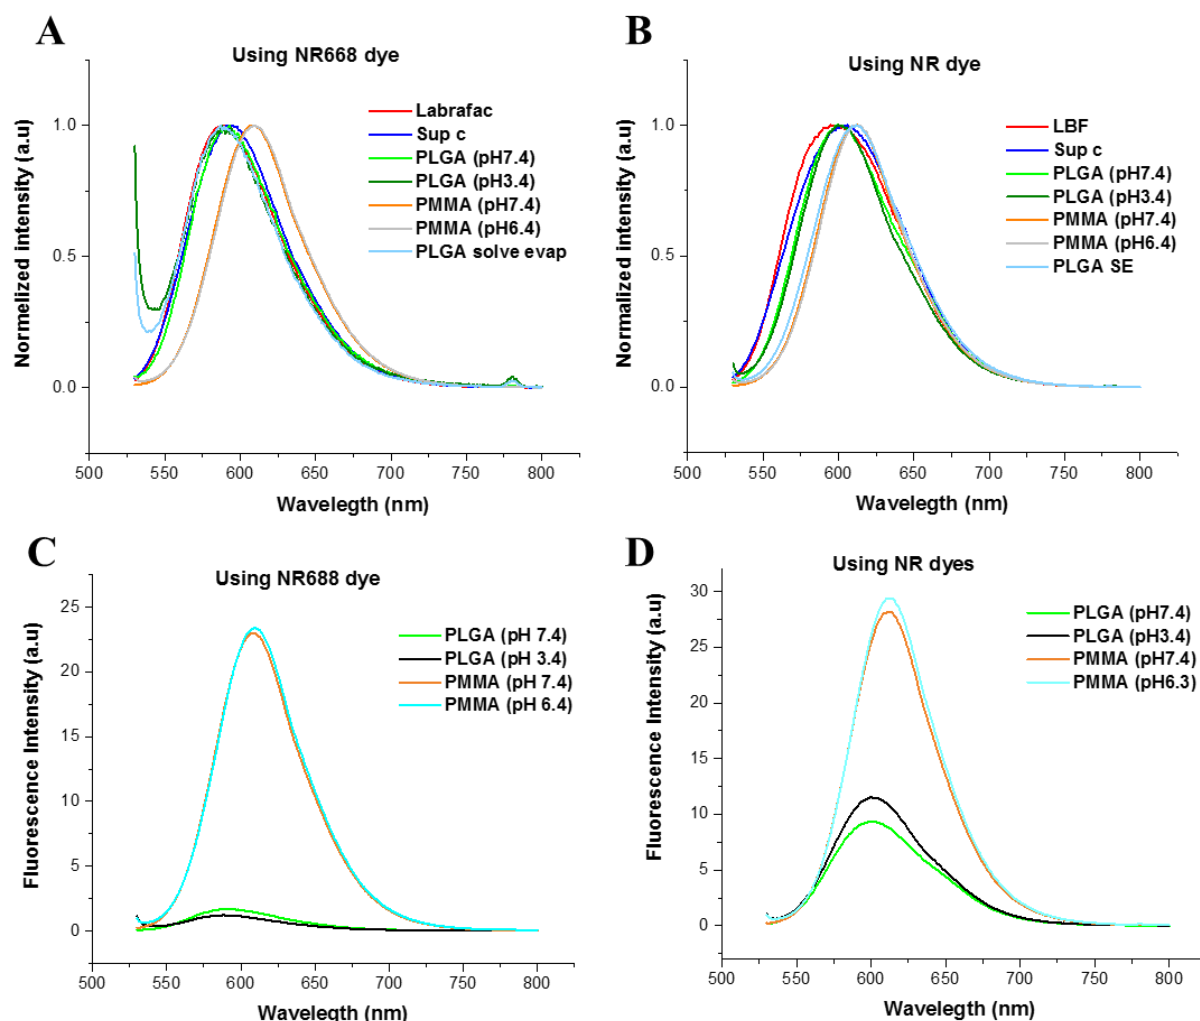 A
Using NR668 dye
Labrafac
Sup c
PLGA (pH7.4)
PLGA (pH3.4)
PMMA (pH7.4)
PMMA (pH6.4)
PLGA solve evap
Normelized intensity (a.u)
1.0
0.5
0.0
500 550 600 650 700 750 800
Wavelegth (nm)
B
Using NR dye
LBF
Sup c
PLGA (pH7.4)
PLGA (pH3.4)
PMMA (pH7.4)
PMMA (pH6.4)
PLGA SE
Normalized intensity (a.u)
1.0
0.5
0.0
500 550 600 650 700 750 800
Wavelegth (nm)
C
Using NR688 dye
PLGA (pH 7.4)
PLGA (pH 3.4)
PMMA (pH 7.4)
PMMA (pH 6.4)
Fluorescence Intensity (a.u)
25
20
15
10
5
0
500 550 600 650 700 750 800
Wavelegth (nm)
D
Using NR dyes
PLGA (pH7.4)
PLGA (pH3.4)
PMMA (pH7.4)
PMMA (pH6.3)
Fluorescence Intensity (a.u)
30
25
20
15
10
5
0
500 550 600 650 700 750 800
Wavelegth (nm)